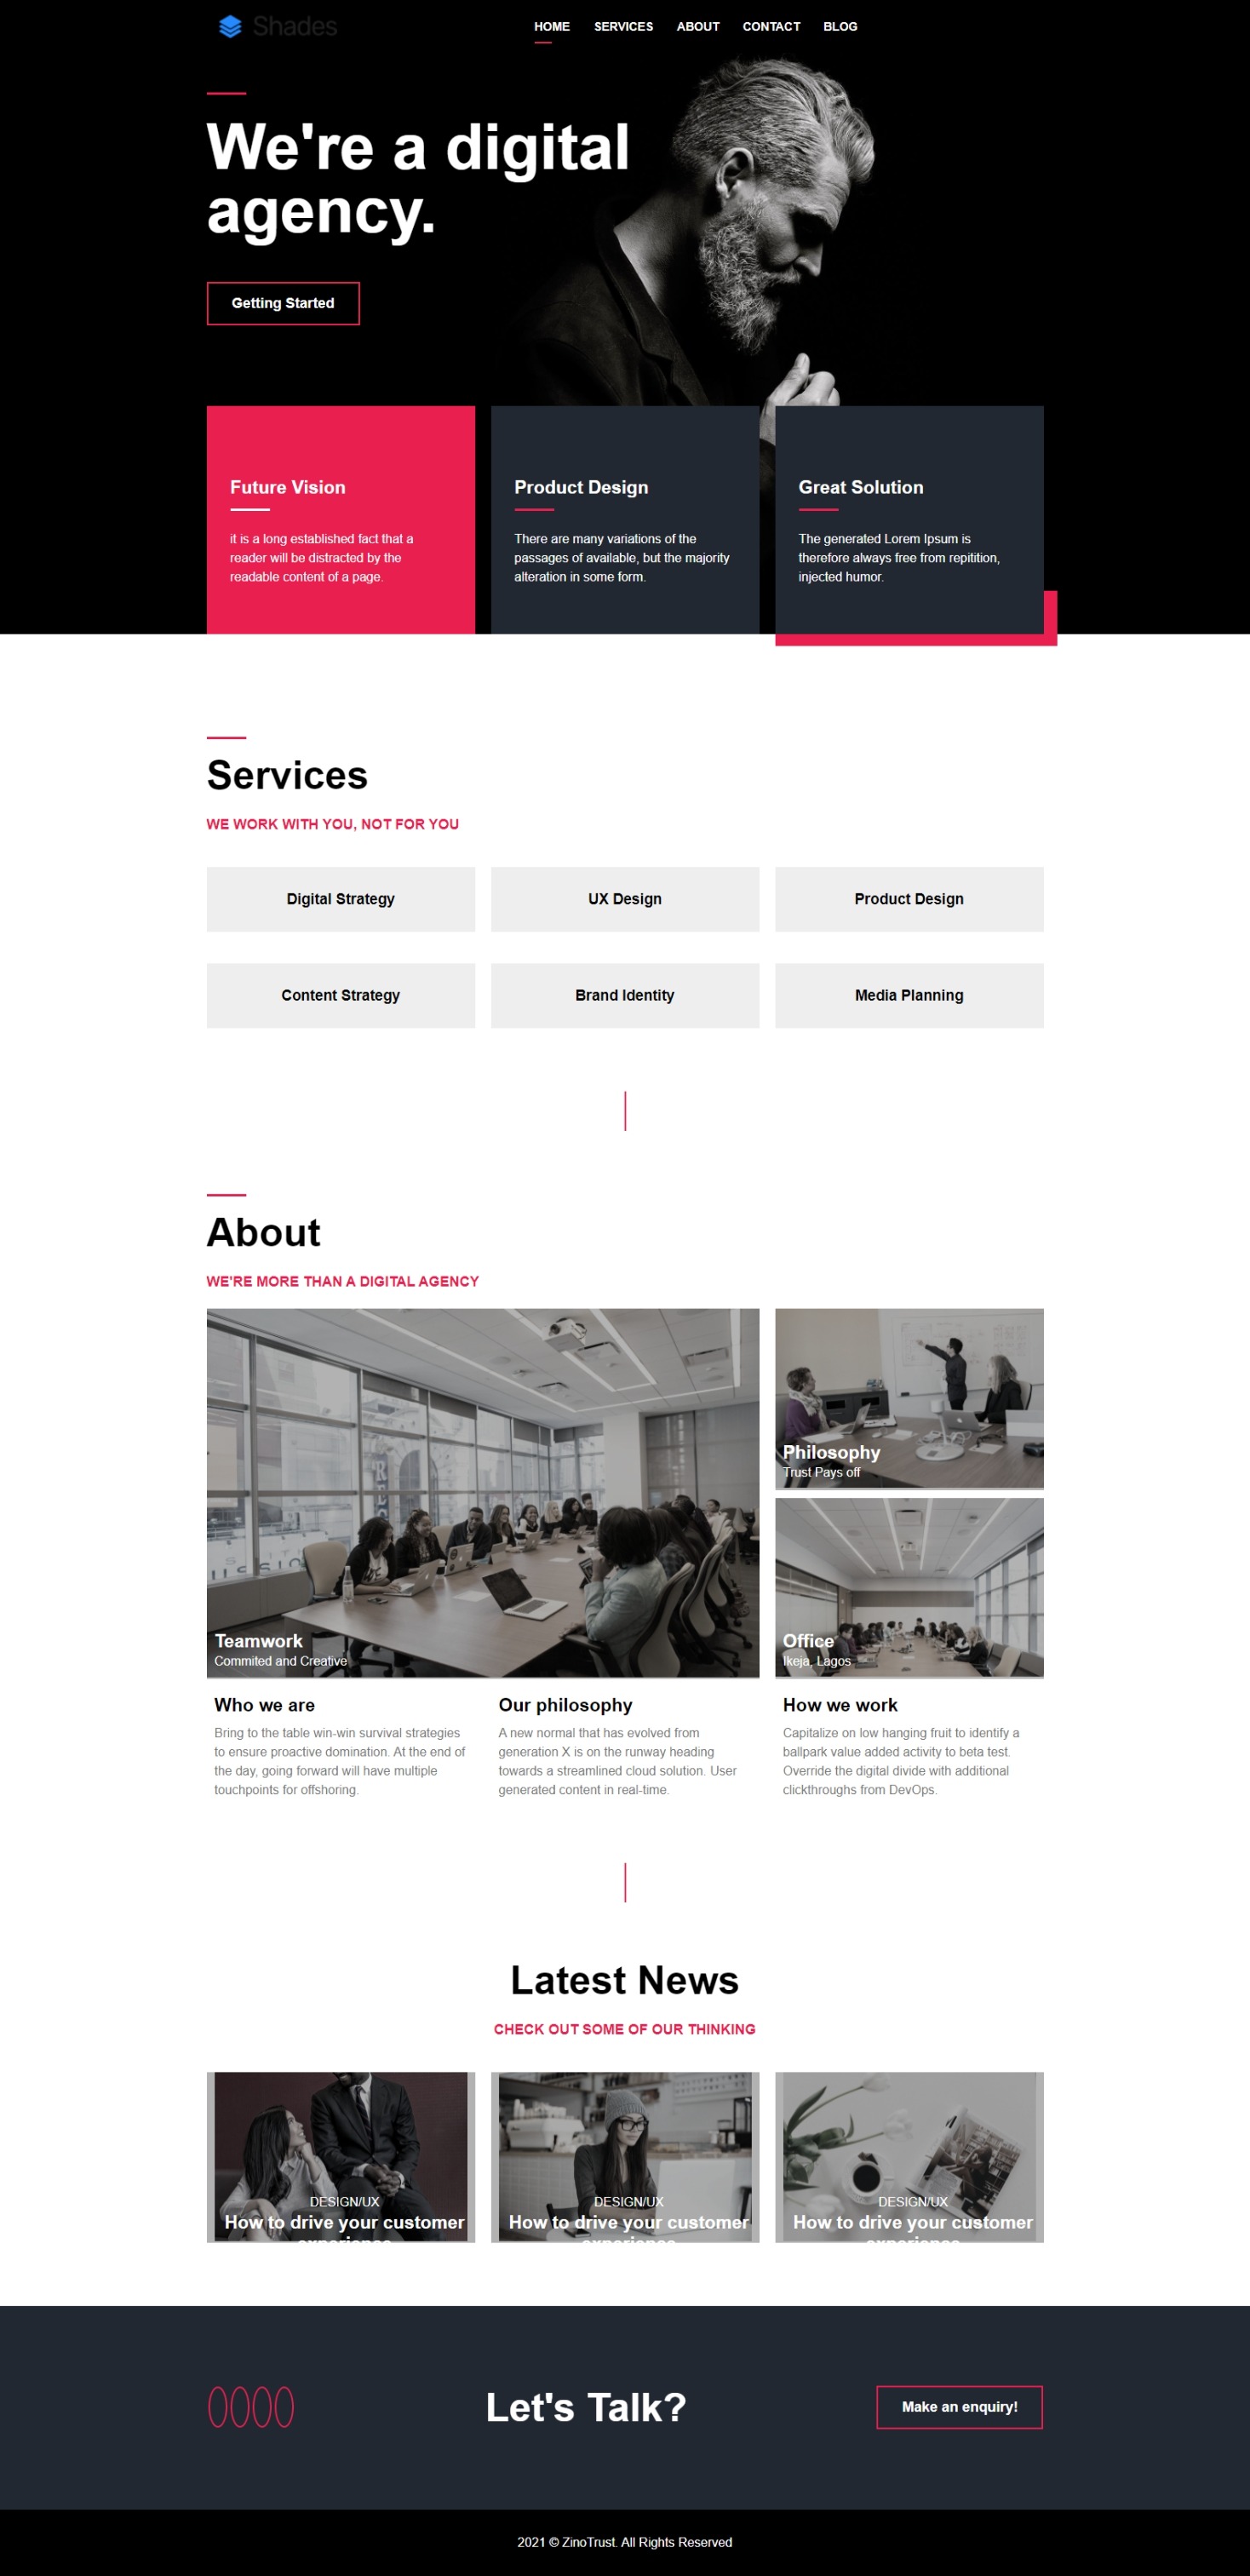 Shades
HOME SERVICES ABOUT CONTACT BLOG
We're a digital
agency.
Getting Started
Future Vision
it is a long established fact that a
reader will be distracted by the
readable content of a page.
Product Design
There are many variations of the
passages of available, but the majority
alteration in some form.
Great Solution
The generated Lorem Ipsum is
therefore always free from repitition,
injected humor.
Services
WE WORK WITH YOU, NOT FOR YOU
Digital Strategy
UX Design
Product Design
Content Strategy
Brand Identity
Media Planning
About
WE'RE MORE THAN A DIGITAL AGENCY
Philosophy
Trust Pays off
Teamwork
Commited and Creative
Office
Ikeja, Lagos
Who we are
Bring to the table win-win survival strategies
to ensure proactive domination. At the end of
the day, going forward will have multiple
touchpoints for offshoring.
Our philosophy
A new normal that has evolved from
generation X is on the runway heading
towards a streamlined cloud solution. User
generated content in real-time.
How we work
Capitalize on low hanging fruit to identify a
ballpark value added activity to beta test.
Override the digital divide with additional
clickthroughs from DevOps.
Latest News
CHECK OUT SOME OF OUR THINKING
DESIGN/UX
How to drive your customer
experience
DESIGN/UX
How to drive your customer
experience
DESIGN/UX
How to drive your customer
experience
Let's Talk?
Make an enquiry!
2021 © ZinoTrust. All Rights Reserved